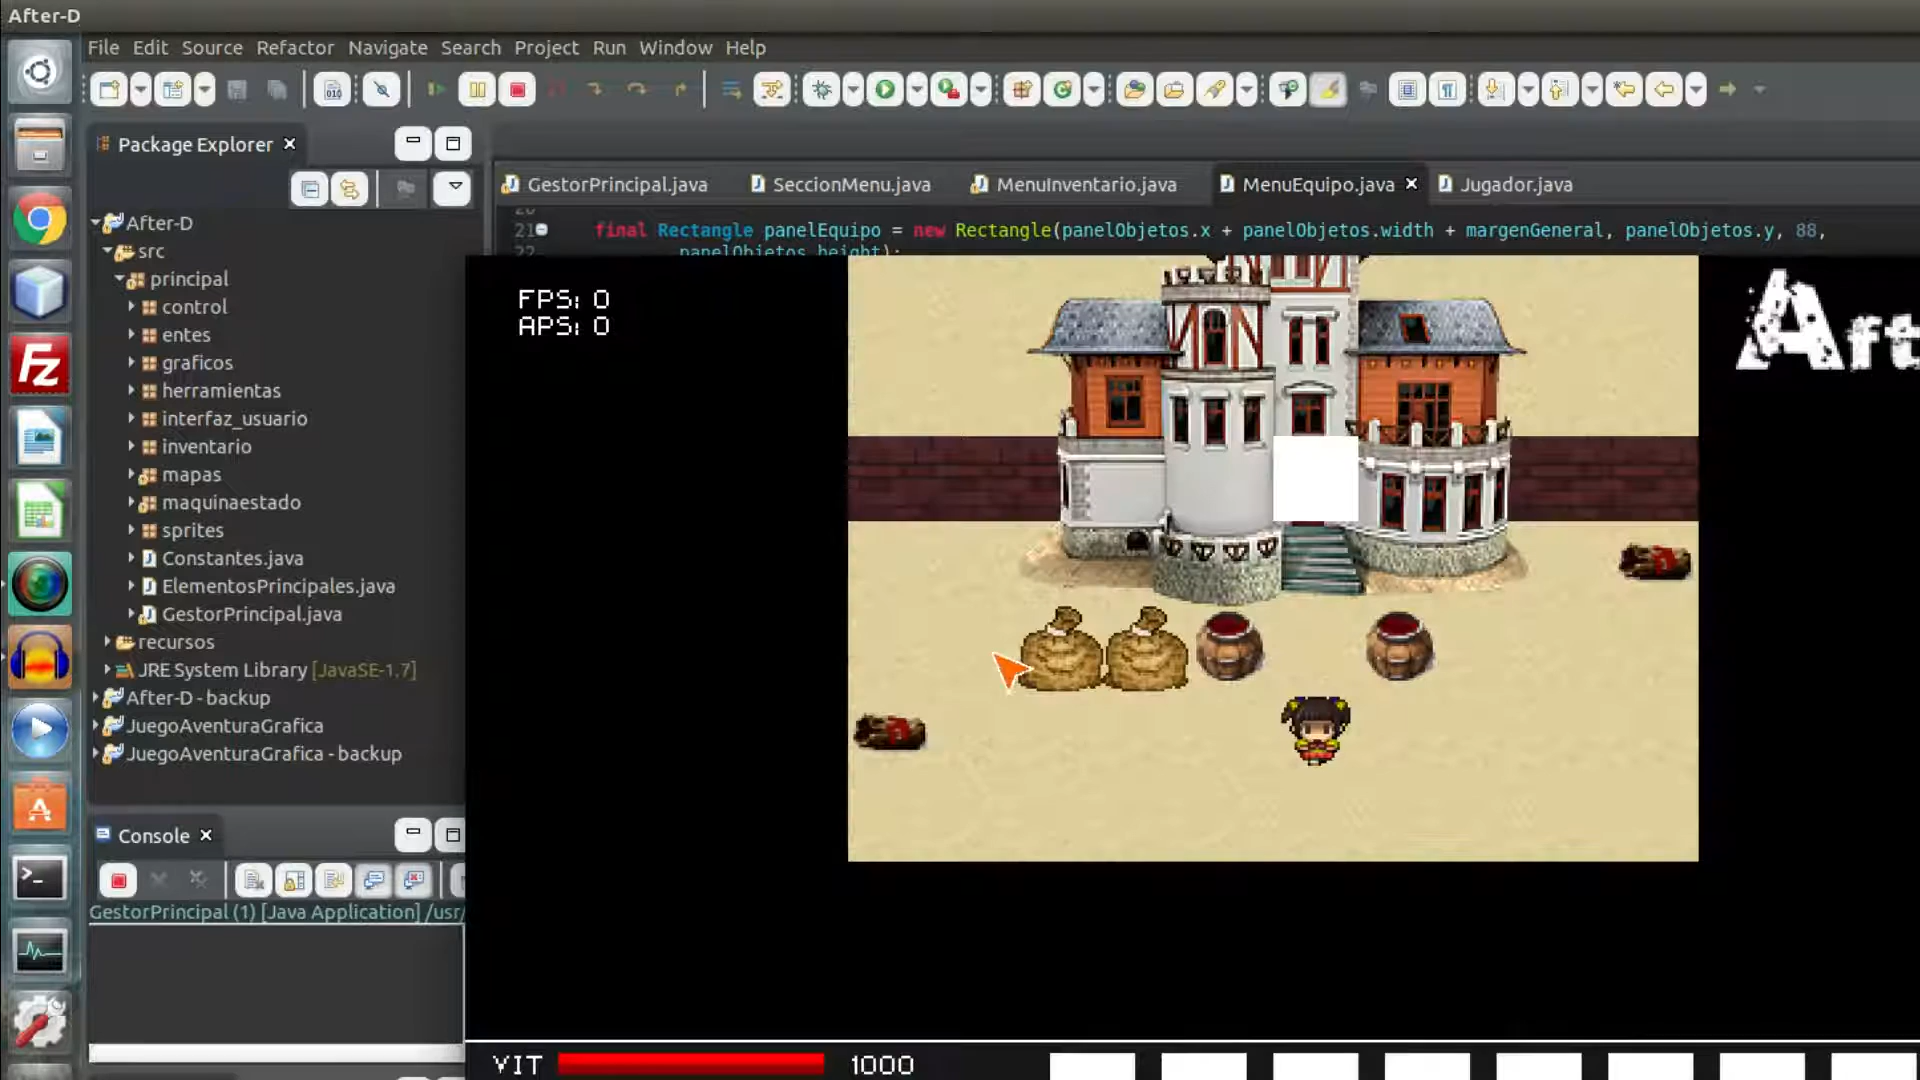 After-D
File Edit Source Refactor Navigate Search Project Run Window Help
Package Explorer
GestorPrincipal.java SeccionMenu.java MenuInventario.java MenuEquipo.java Jugador.java
21 final Rectangle panelEquipo = new Rectangle(panelObjetos.x + panelObjetos.width + margenGeneral, panelObjetos.y, 88,
22 panelObjetos.height);
After-D
src
principal
control
entes
graficos
herramientas
interfaz_usuario
inventario
mapas
maquinaestado
sprites
Constantes.java
ElementosPrincipales.java
GestorPrincipal.java
recursos
JRE System Library [JavaSE-1.7]
After-D - backup
JuegoAventuraGrafica
JuegoAventuraGrafica - backup
FPS: 0
APS: 0
Aft
Console
GestorPrincipal (1) [Java Application] /usr/
VIT 1000